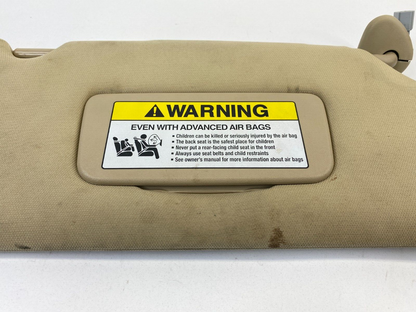 WARNING
EVEN WITH ADVANCED AIR BAGS
• Children can be killed or seriously injured by the air bag
• The back seat is the safest place for children
• Never put a rear-facing child seat in the front
• Always use seat belts and child restraints
• See owner's manual for more information about air bags